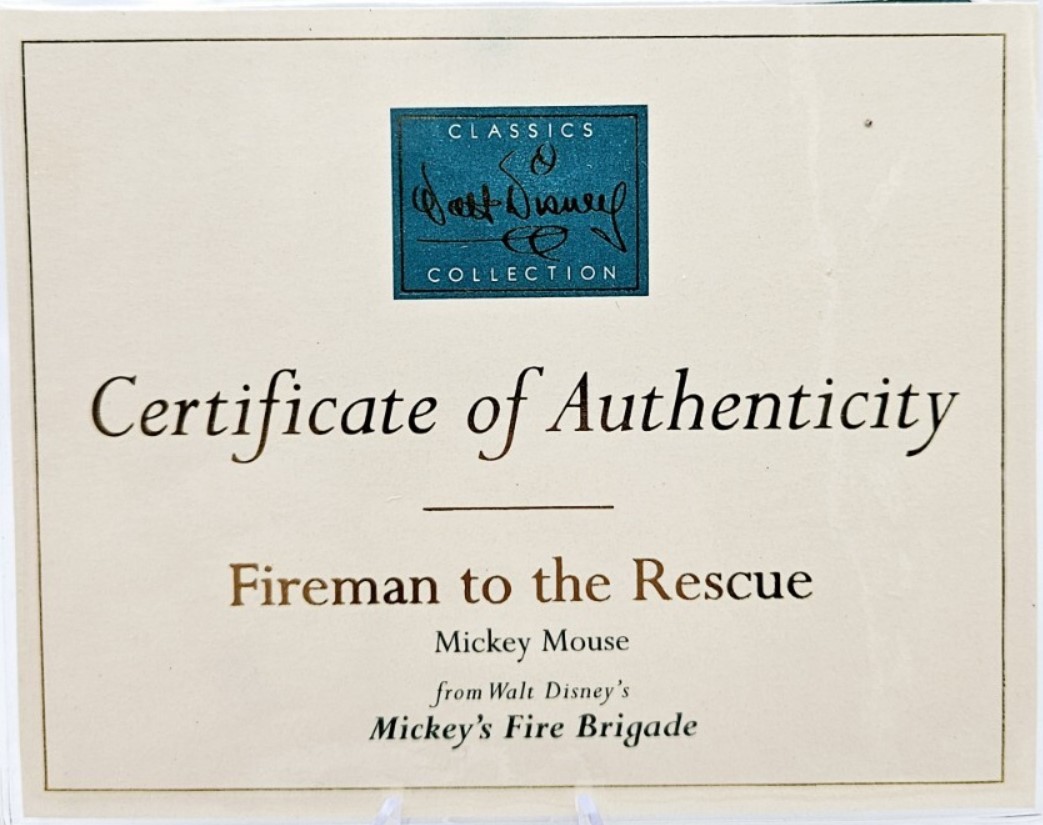 CLASSICS
Walt Disney
COLLECTION
Certificate of Authenticity
Fireman to the Rescue
Mickey Mouse
from Walt Disney's
Mickey's Fire Brigade